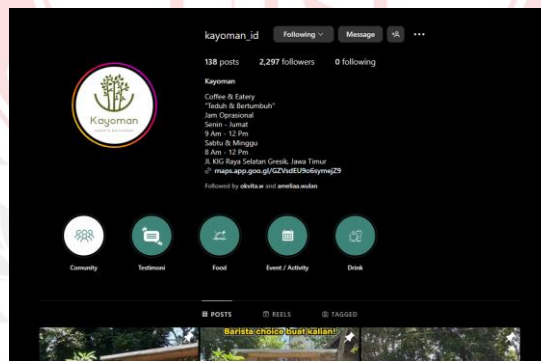 kayoman_id Following Message
138 posts 2,297 followers 0 following
Kayoman
Coffee & Eatery
"Teduh & Bertumbuh"
Jam Oprasional
Senin - Jumat
9 Am - 12 Pm
Sabtu & Minggu
8 Am - 12 Pm
Jl. KIG Raya Selatan Gresik, Jawa Timur
maps.app.goo.gl/GZVsdEU9o6symejZ9
Followed by okvita.w and ameliaa.wulan
Kayoman
Comunity Testimoni Food Event / Activity Drink
POSTS REELS TAGGED
Barista choice buat kalian!